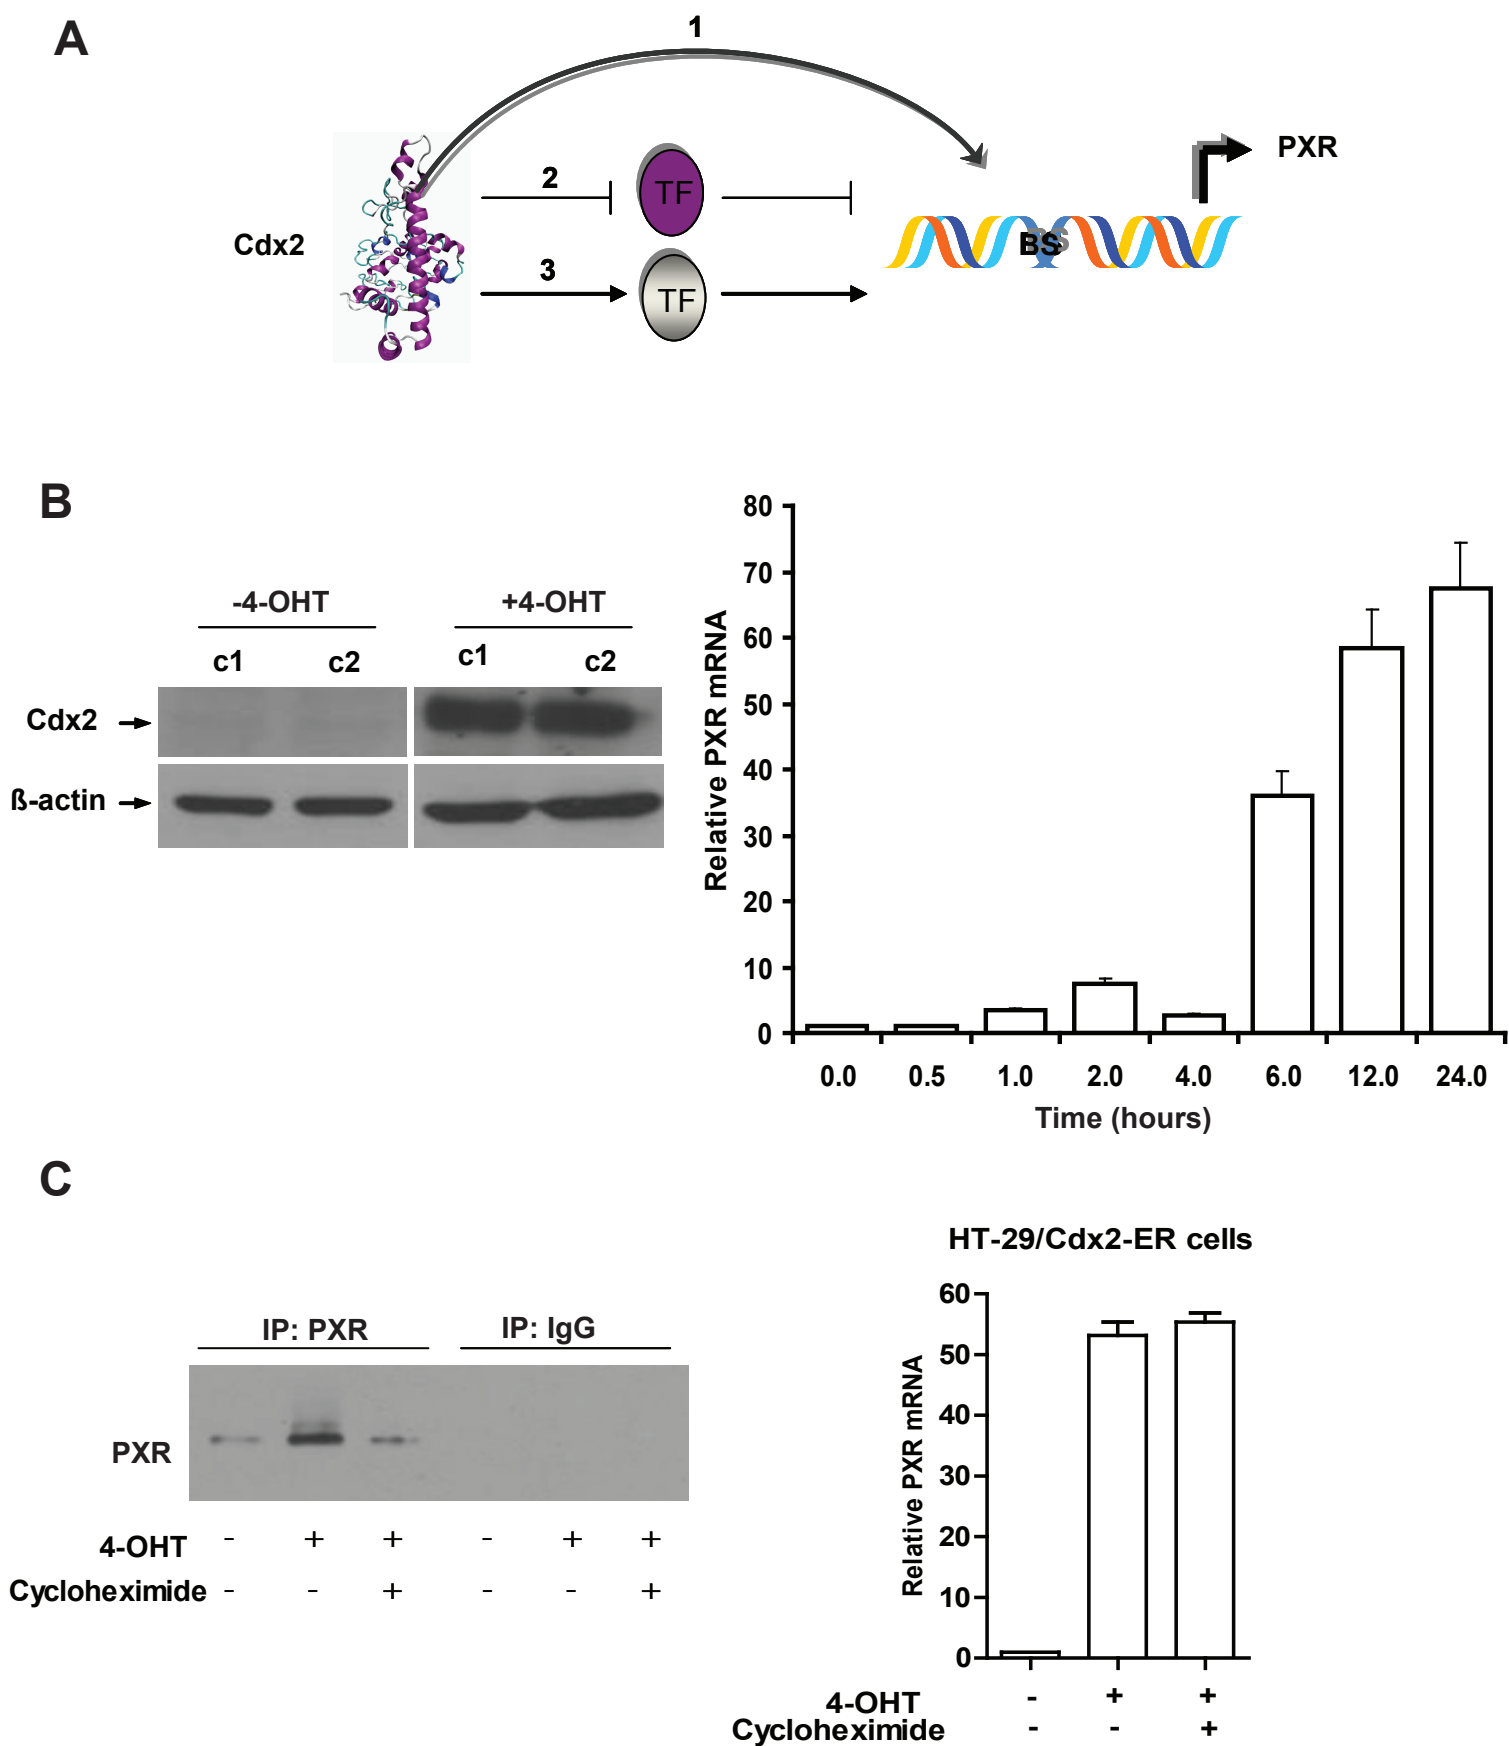 A
1
PXR
2
TF
Cdx2
BS
3
TF
B
-4-OHT
+4-OHT
c1
c2
c1
c2
Cdx2
ß-actin
Relative PXR mRNA
80
70
60
50
40
30
20
10
0
0.0 0.5 1.0 2.0 4.0 6.0 12.0 24.0
Time (hours)
C
IP: PXR
IP: IgG
PXR
4-OHT - + + - + +
Cycloheximide - - + - - +
HT-29/Cdx2-ER cells
Relative PXR mRNA
60
50
40
30
20
10
0
4-OHT - + +
Cycloheximide - - +